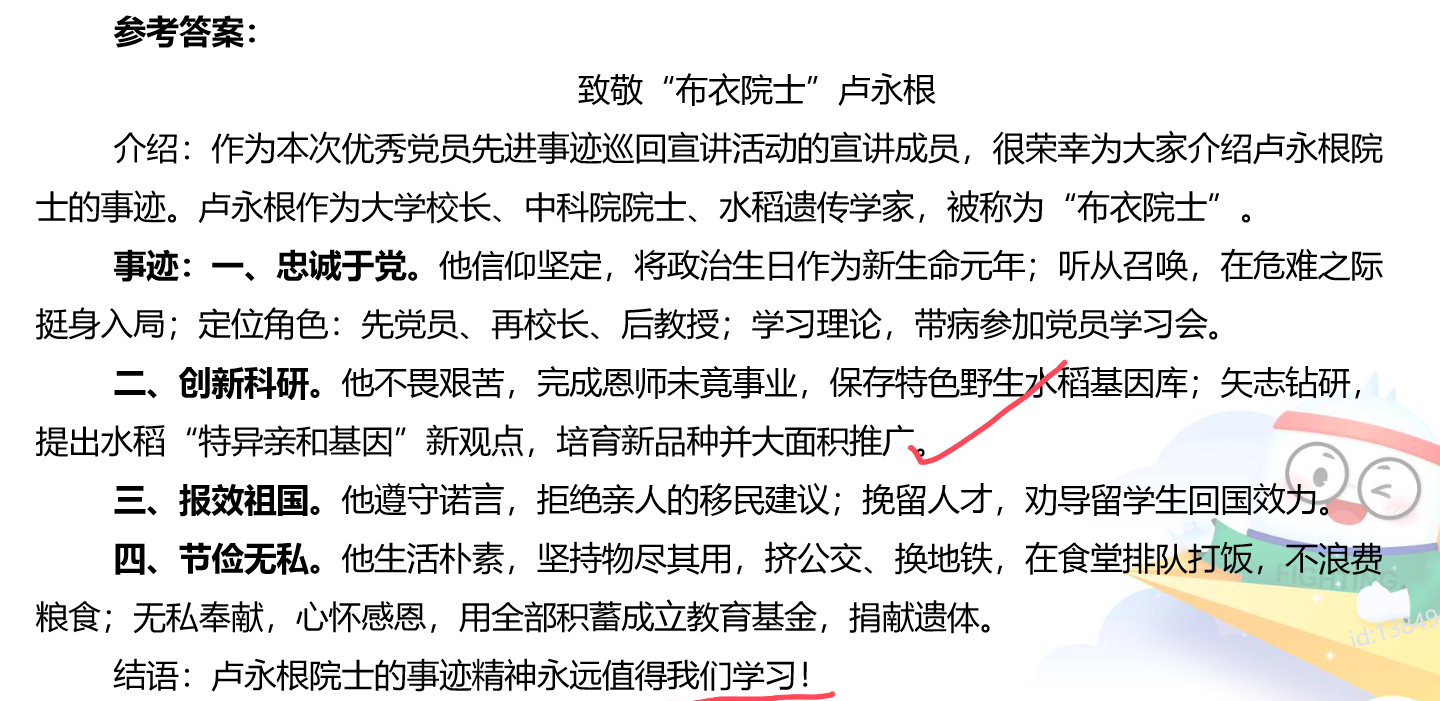 参考答案：
致敬“布衣院士”卢永根
介绍：作为本次优秀党员先进事迹巡回宣讲活动的宣讲成员，很荣幸为大家介绍卢永根院
士的事迹。卢永根作为大学校长、中科院院士、水稻遗传学家，被称为“布衣院士”。
事迹：一、忠诚于党。他信仰坚定，将政治生日作为新生命元年；听从召唤，在危难之际
挺身入局；定位角色：先党员、再校长、后教授；学习理论，带病参加党员学习会。
二、创新科研。他不畏艰苦，完成恩师未竟事业，保存特色野生水稻基因库；矢志钻研，
提出水稻“特异亲和基因”新观点，培育新品种并大面积推广。
三、报效祖国。他遵守诺言，拒绝亲人的移民建议；挽留人才，劝导留学生回国效力。
四、节俭无私。他生活朴素，坚持物尽其用，挤公交、换地铁，在食堂排队打饭，不浪费
FIGHTING.
粮食；无私奉献，心怀感恩，用全部积蓄成立教育基金，捐献遗体。
结语：卢永根院士的事迹精神永远值得我们学习！